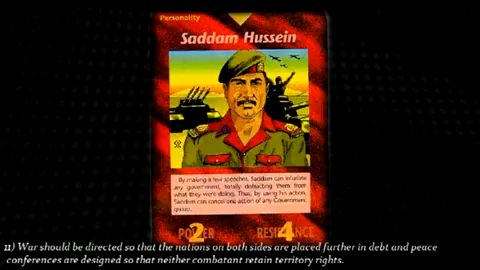 Personality
Saddam Hussein
By making a few speeches, Saddam can infuriate
any government, totally distracting them from
what they were doing. Thus, by using his action,
Saddam can cancel one action of any Government
group.
POWER 2 RESISTANCE 4
11) War should be directed so that the nations on both sides are placed further in debt and peace
conferences are designed so that neither combatant retain territory rights.